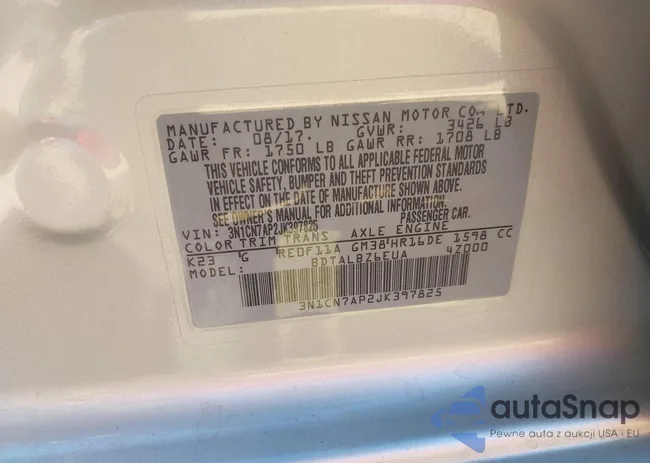 MANUFACTURED BY NISSAN MOTOR CO., LTD.
DATE: 08/17. GVWR: 3426 LB
GAWR FR: 1750 LB GAWR RR: 1708 LB
THIS VEHICLE CONFORMS TO ALL APPLICABLE FEDERAL MOTOR
VEHICLE SAFETY, BUMPER AND THEFT PREVENTION STANDARDS
IN EFFECT ON THE DATE OF MANUFACTURE SHOWN ABOVE.
SEE OWNER'S MANUAL FOR ADDITIONAL INFORMATION.
VIN: 3N1CN7AP2JK397825 PASSENGER CAR.
COLOR TRIM TRANS AXLE ENGINE
K23 G RE0F11A GM38 HR16DE 1598 CC
MODEL: BDTALBZ6EUA 4Z000
3N1CN7AP2JK397825
autaSnap
Pewne auta z aukcji USA i EU